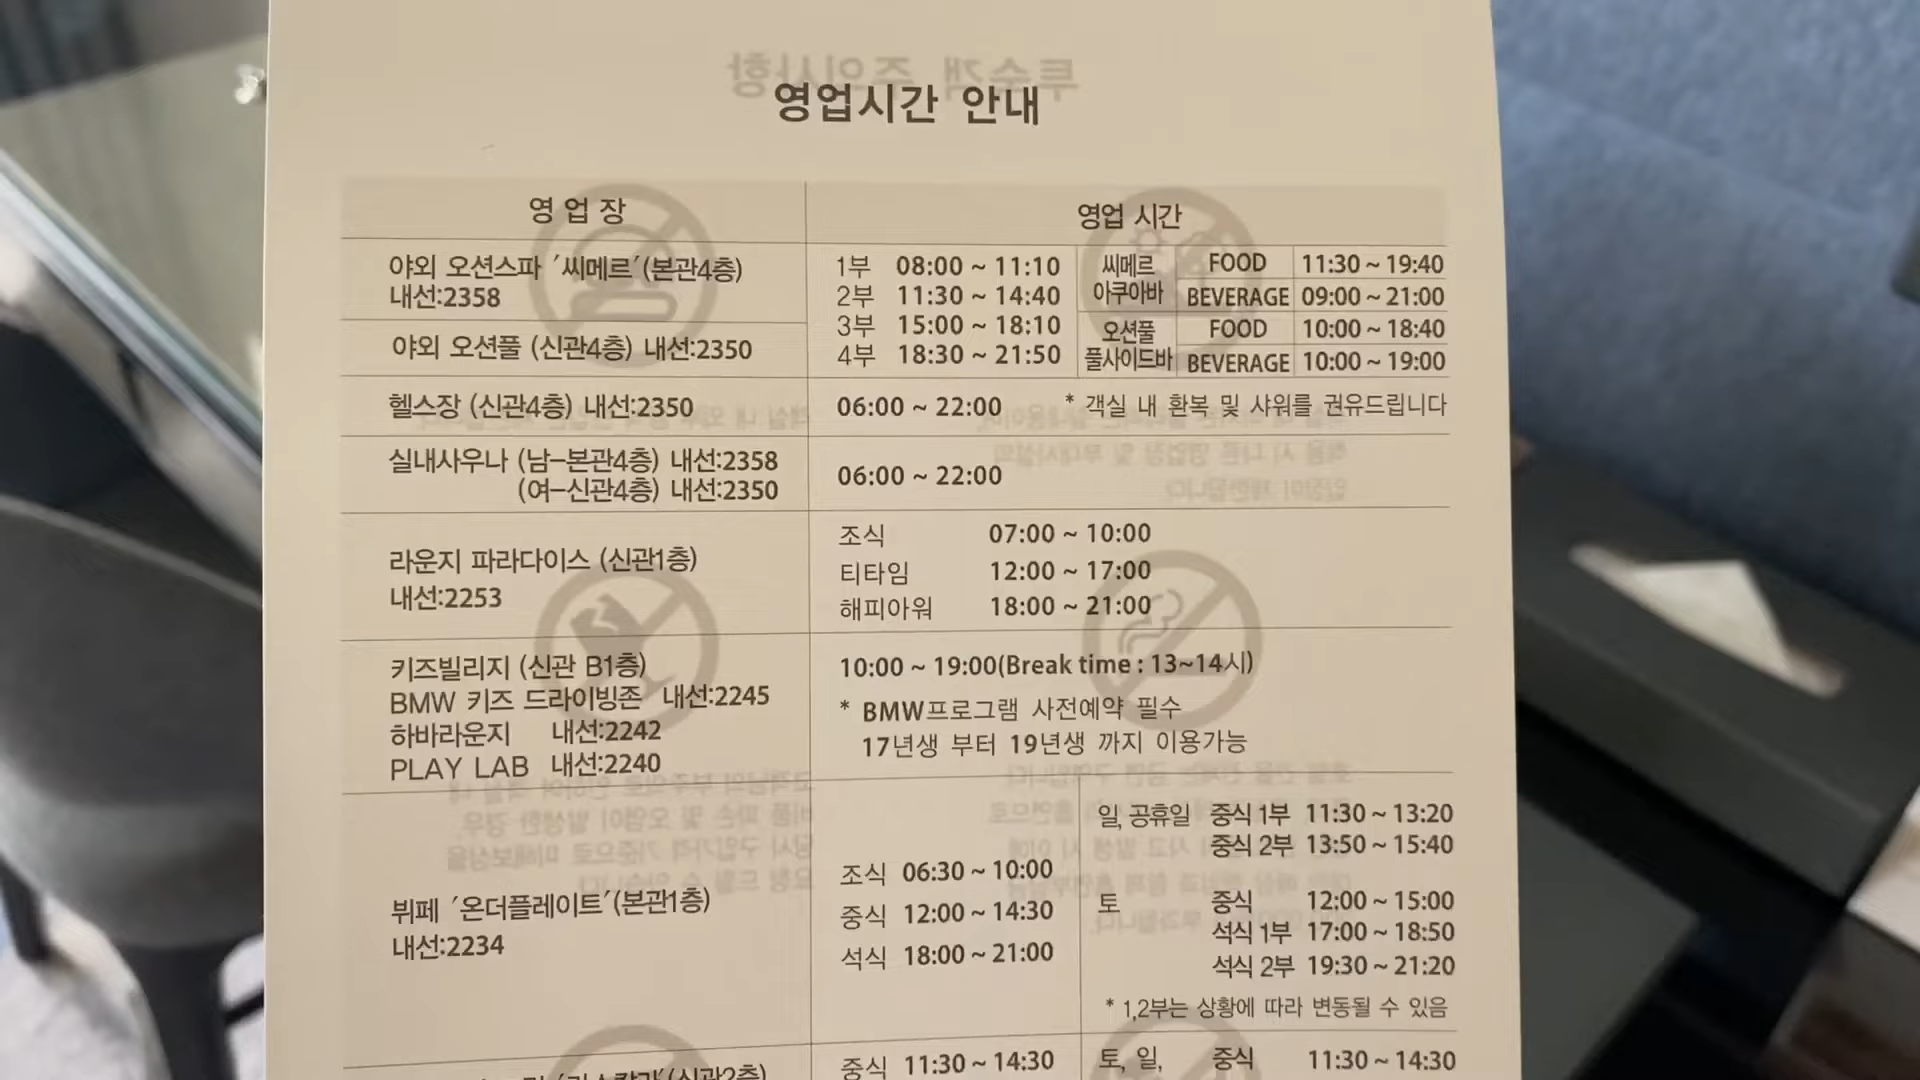 영업시간 안내
영 업 장
영업 시간
야외 오션스파 ´씨메르´(본관4층)
내선:2358
야외 오션풀 (신관4층) 내선:2350
1부 08:00 ~ 11:10
2부 11:30 ~ 14:40
3부 15:00 ~ 18:10
4부 18:30 ~ 21:50
씨메르
아쿠아바
FOOD 11:30 ~ 19:40
BEVERAGE 09:00 ~ 21:00
오션풀
풀사이드바
FOOD 10:00 ~ 18:40
BEVERAGE 10:00 ~ 19:00
헬스장 (신관4층) 내선:2350
06:00 ~ 22:00
* 객실 내 환복 및 샤워를 권유드립니다
실내사우나 (남–본관4층) 내선:2358
(여–신관4층) 내선:2350
06:00 ~ 22:00
라운지 파라다이스 (신관1층)
내선:2253
조식 07:00 ~ 10:00
티타임 12:00 ~ 17:00
해피아워 18:00 ~ 21:00
키즈빌리지 (신관 B1층)
BMW 키즈 드라이빙존 내선:2245
하바라운지 내선:2242
PLAY LAB 내선:2240
10:00 ~ 19:00(Break time : 13~14시)
* BMW프로그램 사전예약 필수
17년생 부터 19년생 까지 이용가능
뷔페 ´온더플레이트´(본관1층)
내선:2234
조식 06:30 ~ 10:00
중식 12:00 ~ 14:30
석식 18:00 ~ 21:00
일, 공휴일 중식 1부 11:30 ~ 13:20
중식 2부 13:50 ~ 15:40
토 중식 12:00 ~ 15:00
석식 1부 17:00 ~ 18:50
석식 2부 19:30 ~ 21:20
* 1,2부는 상황에 따라 변동될 수 있음
(신관2층)
중식 11:30 ~ 14:30
토, 일, 중식 11:30 ~ 14:30